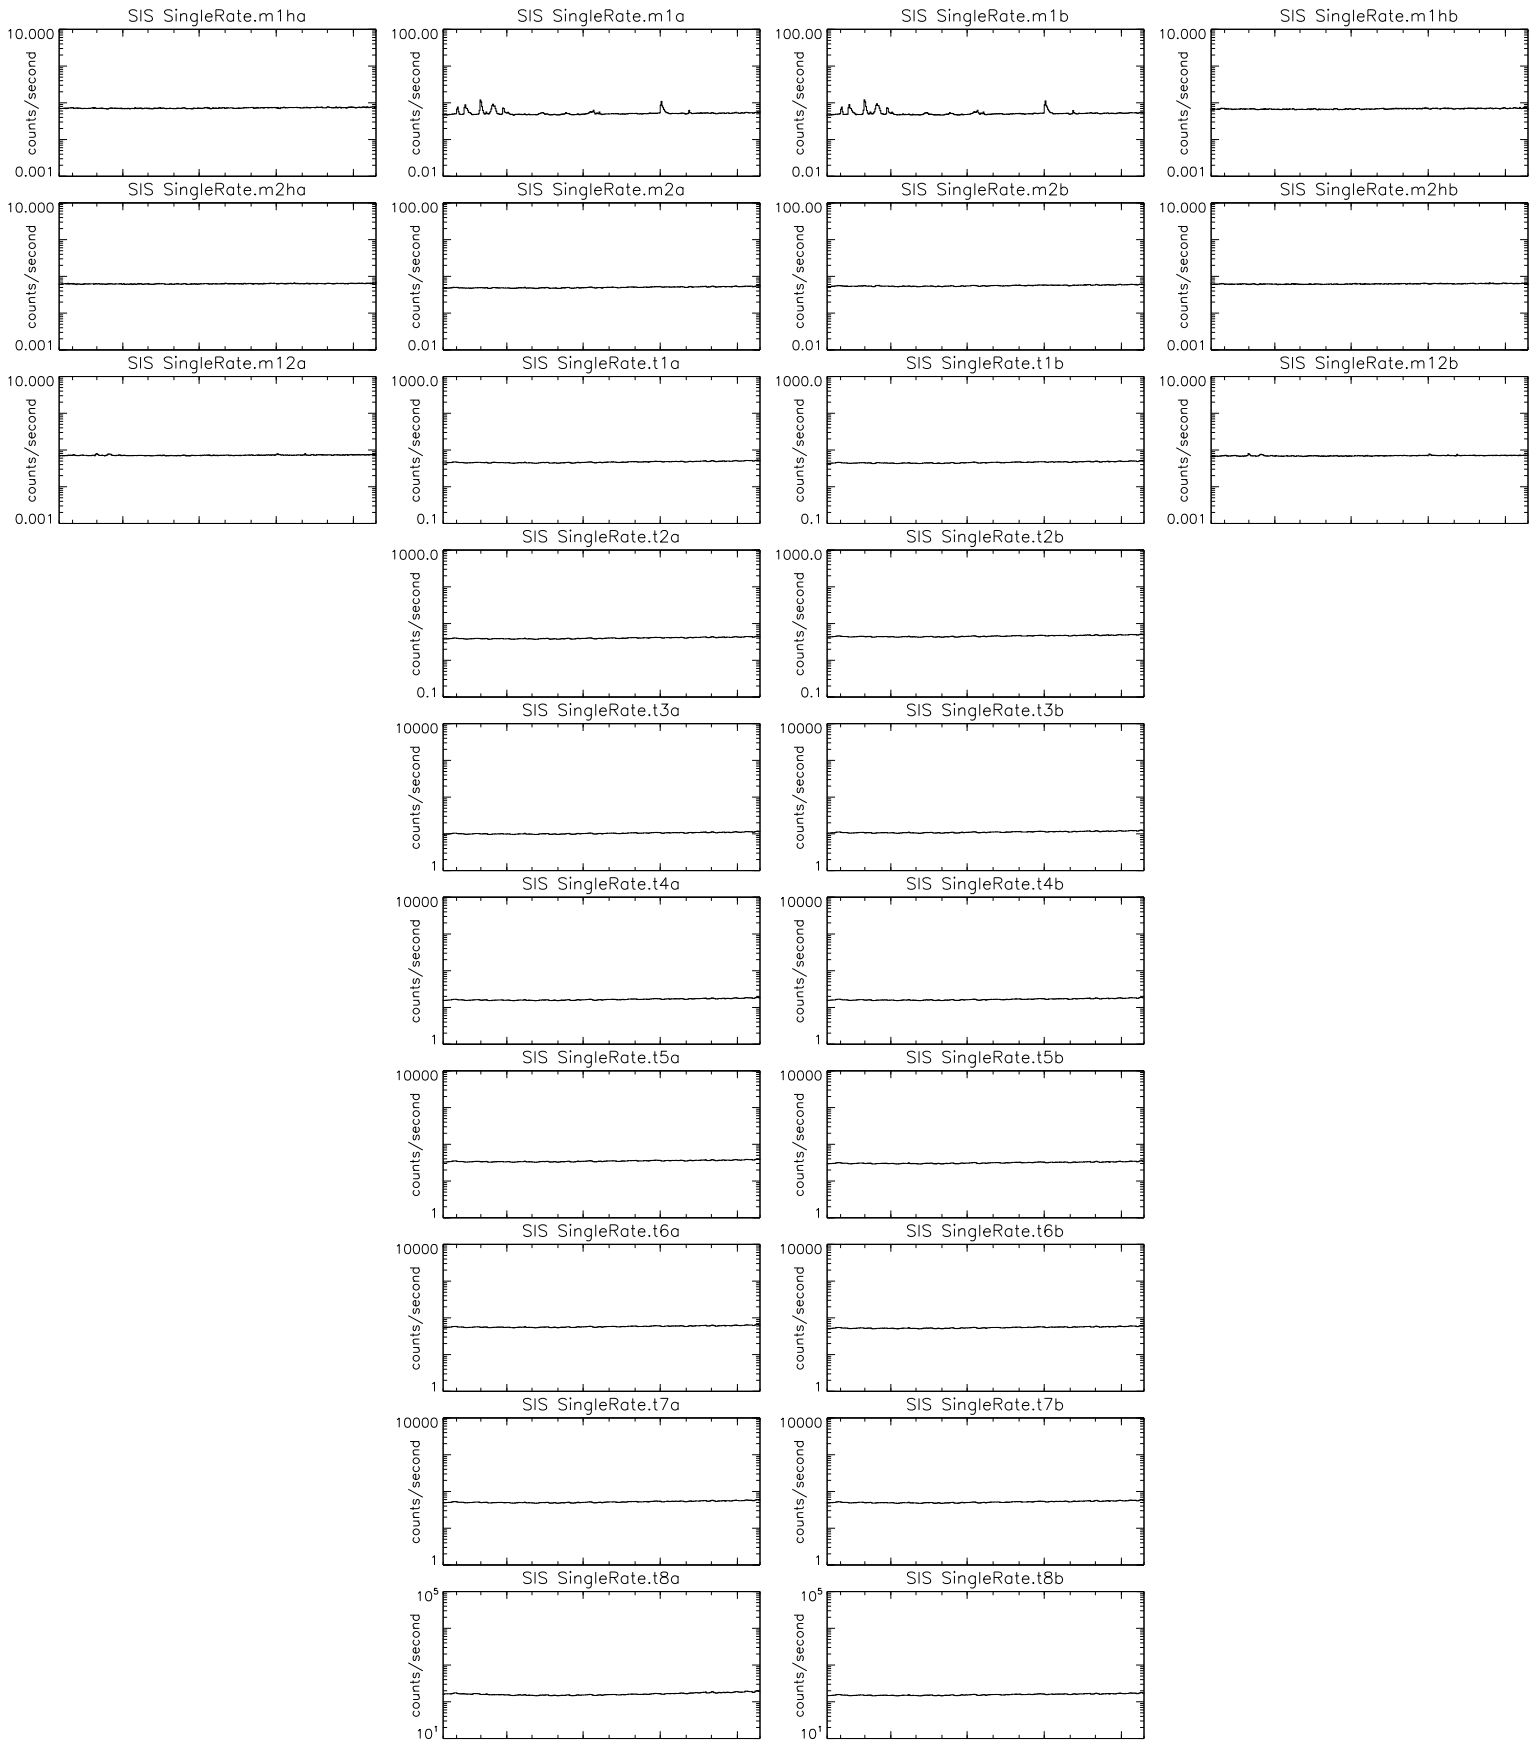 SIS SingleRate.m1ha
10.000
counts/second
0.001
SIS SingleRate.m1a
100.00
counts/second
0.01
SIS SingleRate.m1b
100.00
counts/second
0.01
SIS SingleRate.m1hb
10.000
counts/second
0.001
SIS SingleRate.m2ha
10.000
counts/second
0.001
SIS SingleRate.m2a
100.00
counts/second
0.01
SIS SingleRate.m2b
100.00
counts/second
0.01
SIS SingleRate.m2hb
10.000
counts/second
0.001
SIS SingleRate.m12a
10.000
counts/second
0.001
SIS SingleRate.t1a
1000.0
counts/second
0.1
SIS SingleRate.t1b
1000.0
counts/second
0.1
SIS SingleRate.m12b
10.000
counts/second
0.001
SIS SingleRate.t2a
1000.0
counts/second
0.1
SIS SingleRate.t2b
1000.0
counts/second
0.1
SIS SingleRate.t3a
10000
counts/second
1
SIS SingleRate.t3b
10000
counts/second
1
SIS SingleRate.t4a
10000
counts/second
1
SIS SingleRate.t4b
10000
counts/second
1
SIS SingleRate.t5a
10000
counts/second
1
SIS SingleRate.t5b
10000
counts/second
1
SIS SingleRate.t6a
10000
counts/second
1
SIS SingleRate.t6b
10000
counts/second
1
SIS SingleRate.t7a
10000
counts/second
1
SIS SingleRate.t7b
10000
counts/second
1
SIS SingleRate.t8a
10⁵
counts/second
10¹
SIS SingleRate.t8b
10⁵
counts/second
10¹